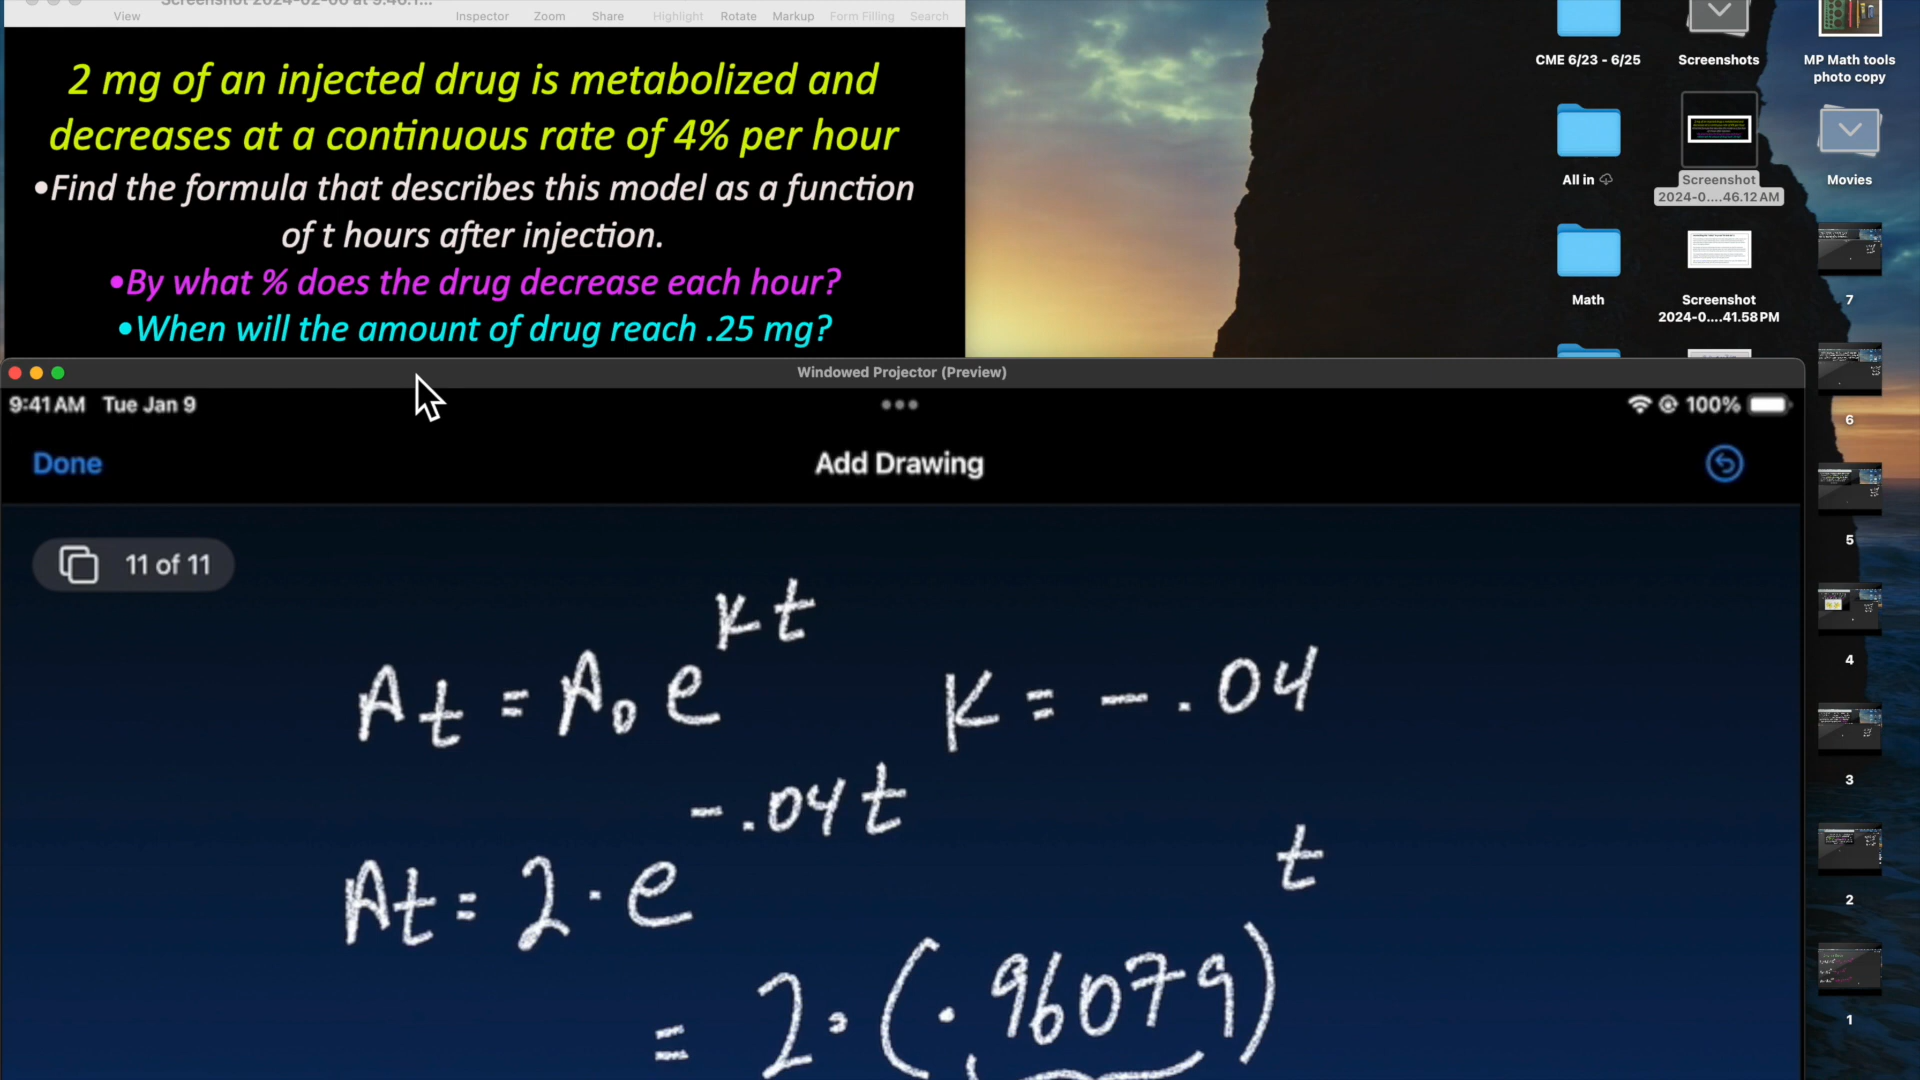 View Inspector Zoom Share Highlight Rotate Markup Form Filling Search
2 mg of an injected drug is metabolized and
decreases at a continuous rate of 4% per hour
•Find the formula that describes this model as a function
of t hours after injection.
•By what % does the drug decrease each hour?
•When will the amount of drug reach .25 mg?
CME 6/23 - 6/25
Screenshots
MP Math tools
photo copy
All in
Screenshot
2024-0....46.12 AM
Movies
Math
Screenshot
2024-0....41.58 PM
7
6
5
4
3
2
1
Windowed Projector (Preview)
9:41 AM Tue Jan 9
100%
Done
Add Drawing
11 of 11
At = A₀ e^kt K = -.04
At = 2 · e^-.04t
= 2 · (.96079)^t